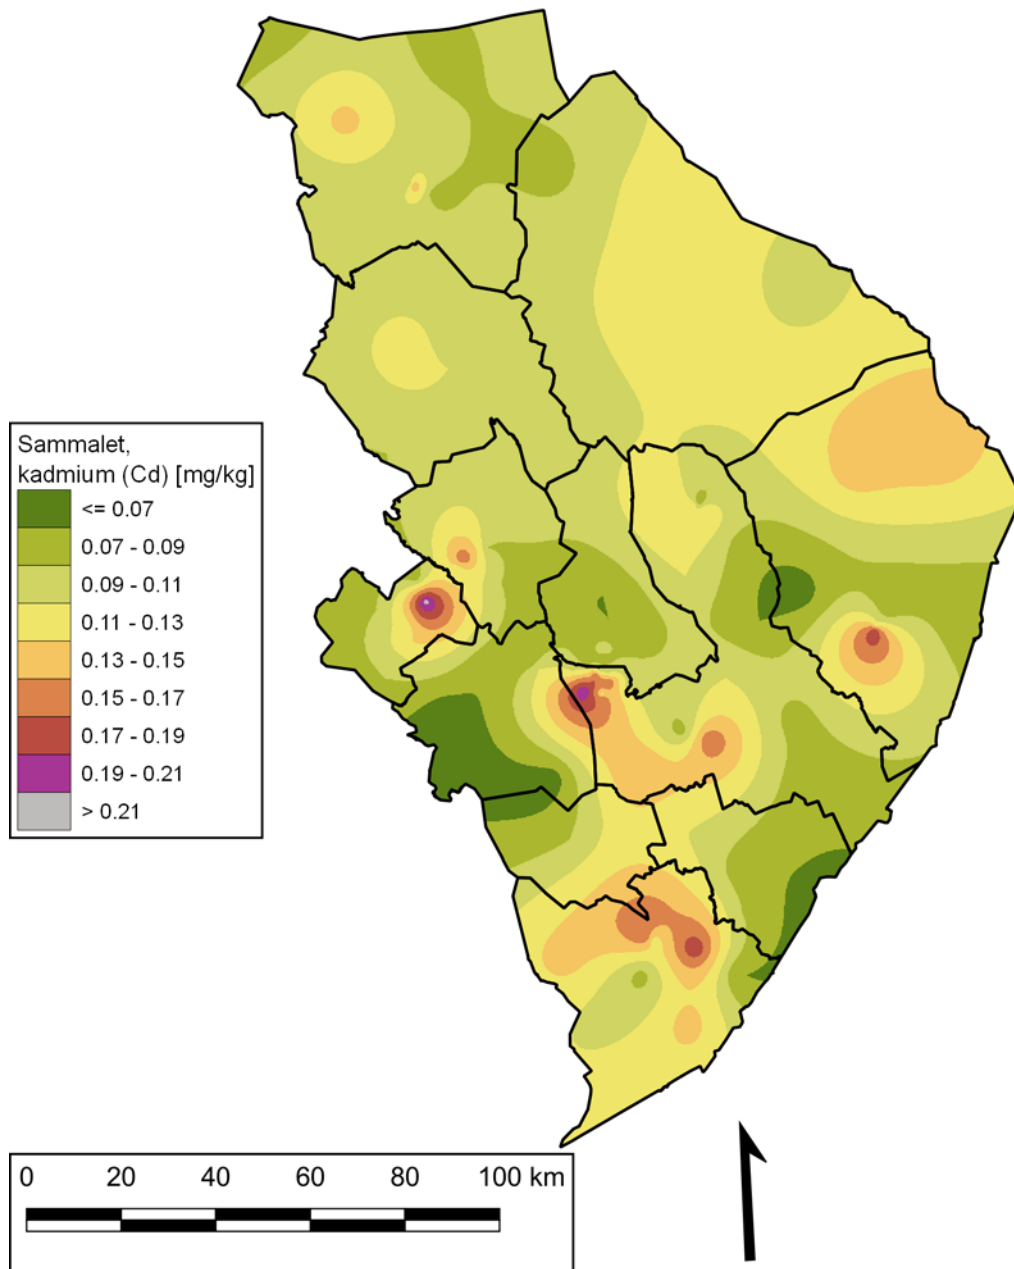 Sammalet,
kadmium (Cd) [mg/kg]
<= 0.07
0.07 - 0.09
0.09 - 0.11
0.11 - 0.13
0.13 - 0.15
0.15 - 0.17
0.17 - 0.19
0.19 - 0.21
> 0.21
0 20 40 60 80 100 km